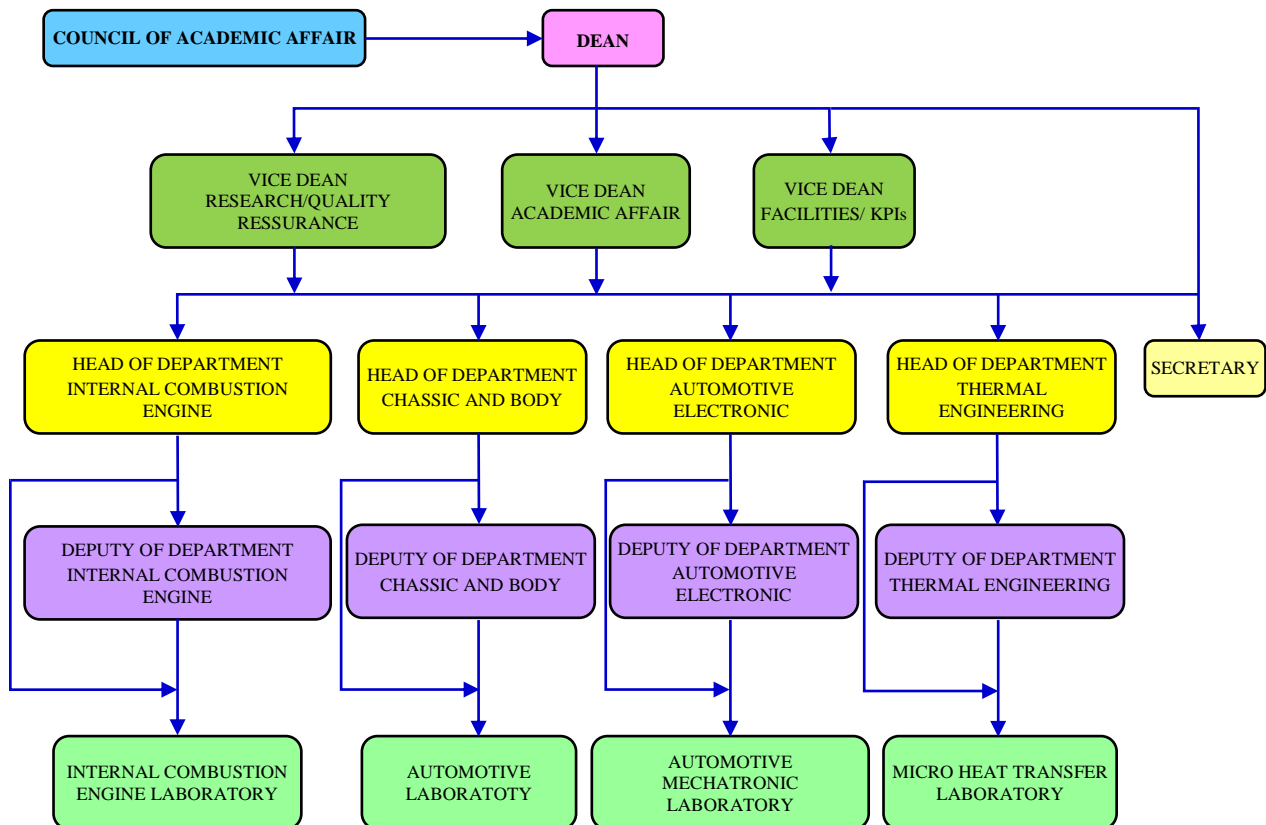 COUNCIL OF ACADEMIC AFFAIR
DEAN
VICE DEAN
RESEARCH/QUALITY
RESSURANCE
VICE DEAN
ACADEMIC AFFAIR
VICE DEAN
FACILITIES/ KPIs
HEAD OF DEPARTMENT
INTERNAL COMBUSTION
ENGINE
HEAD OF DEPARTMENT
CHASSIC AND BODY
HEAD OF DEPARTMENT
AUTOMOTIVE
ELECTRONIC
HEAD OF DEPARTMENT
THERMAL
ENGINEERING
SECRETARY
DEPUTY OF DEPARTMENT
INTERNAL COMBUSTION
ENGINE
DEPUTY OF DEPARTMENT
CHASSIC AND BODY
DEPUTY OF DEPARTMENT
AUTOMOTIVE
ELECTRONIC
DEPUTY OF DEPARTMENT
THERMAL ENGINEERING
INTERNAL COMBUSTION
ENGINE LABORATORY
AUTOMOTIVE
LABORATOTY
AUTOMOTIVE
MECHATRONIC
LABORATORY
MICRO HEAT TRANSFER
LABORATORY